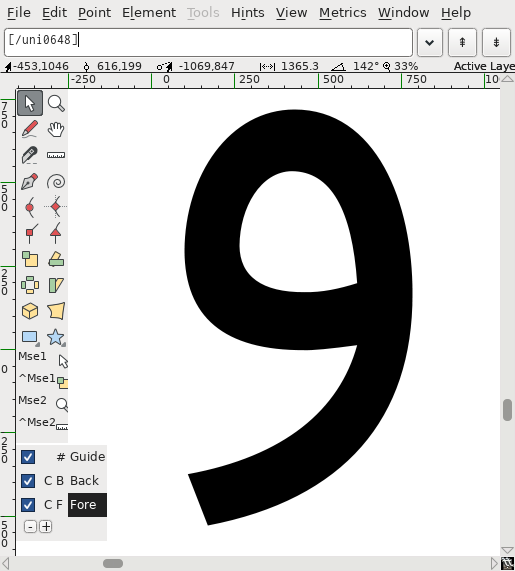 File Edit Point Element Tools Hints View Metrics Window Help
[/uni0648]
-453,1046 616,199 -1069,847 1365.3 142° 33% Active Laye
-250 0 250 500 750 10
750
500
250
0
-250
-500
و
Mse1
^Mse1
Mse2
^Mse2
# Guide
C B Back
C F Fore
- +